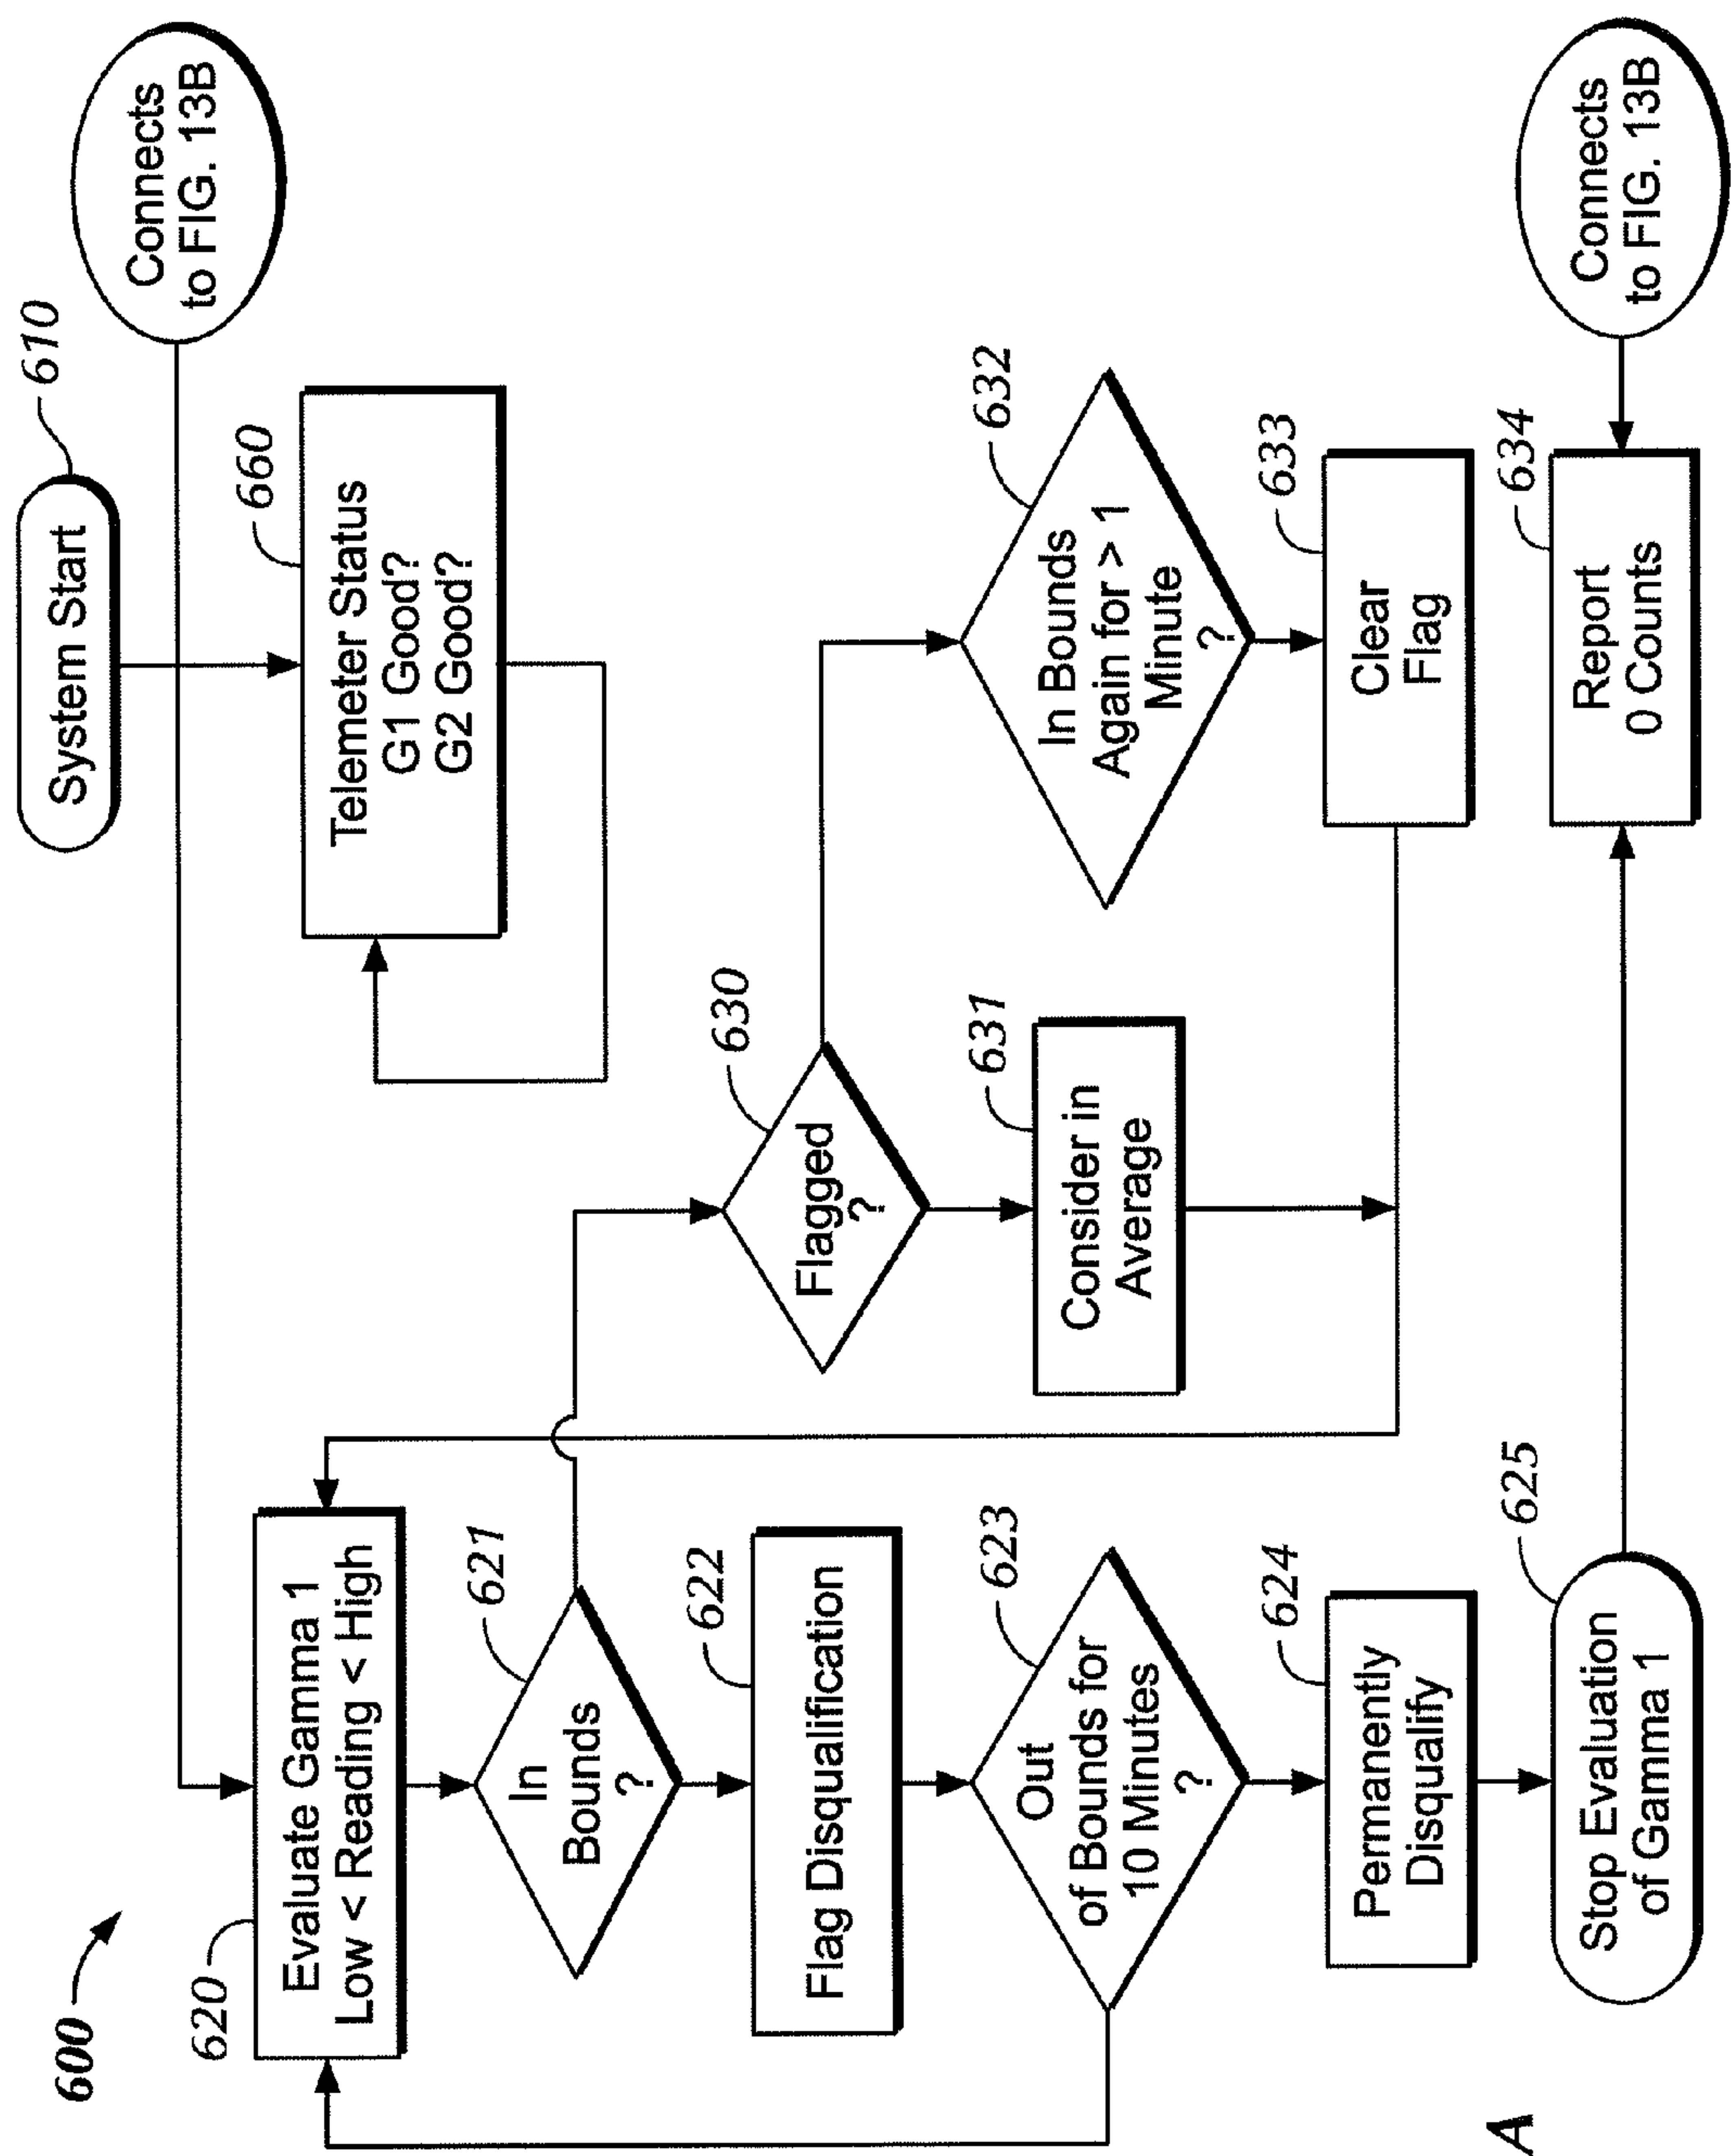 600
System Start
610
Connects
to FIG. 13B
620
Evaluate Gamma 1
Low < Reading < High
660
Telemeter Status
G1 Good?
G2 Good?
621
In
Bounds
?
622
Flag Disqualification
630
Flagged
?
623
Out
of Bounds for
10 Minutes
?
631
Consider in
Average
632
In Bounds
Again for > 1
Minute
?
624
Permanently
Disqualify
633
Clear
Flag
625
Stop Evaluation
of Gamma 1
634
Report
0 Counts
Connects
to FIG. 13B
A